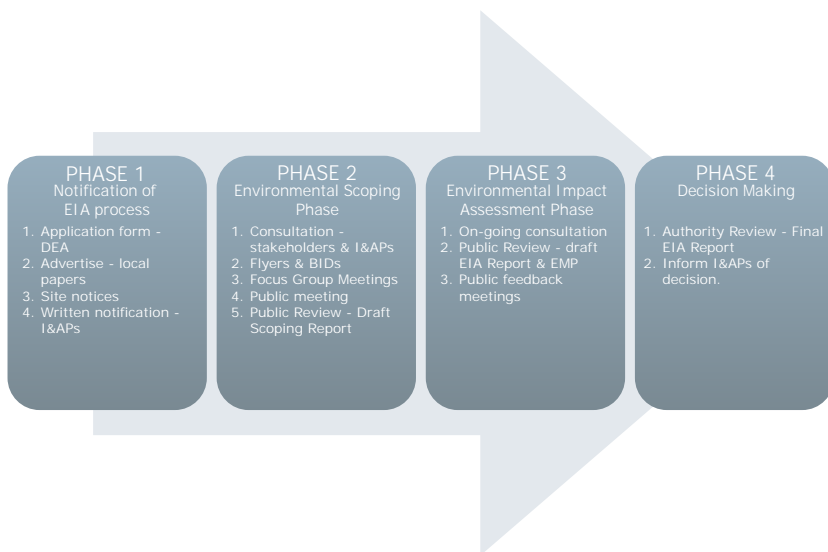 PHASE 1
Notification of
EIA process
1. Application form -
DEA
2. Advertise - local
papers
3. Site notices
4. Written notification -
I&APs
PHASE 2
Environmental Scoping
Phase
1. Consultation -
stakeholders & I&APs
2. Flyers & BIDs
3. Focus Group Meetings
4. Public meeting
5. Public Review - Draft
Scoping Report
PHASE 3
Environmental Impact
Assessment Phase
1. On-going consultation
2. Public Review - draft
EIA Report & EMP
3. Public feedback
meetings
PHASE 4
Decision Making
1. Authority Review - Final
EIA Report
2. Inform I&APs of
decision.